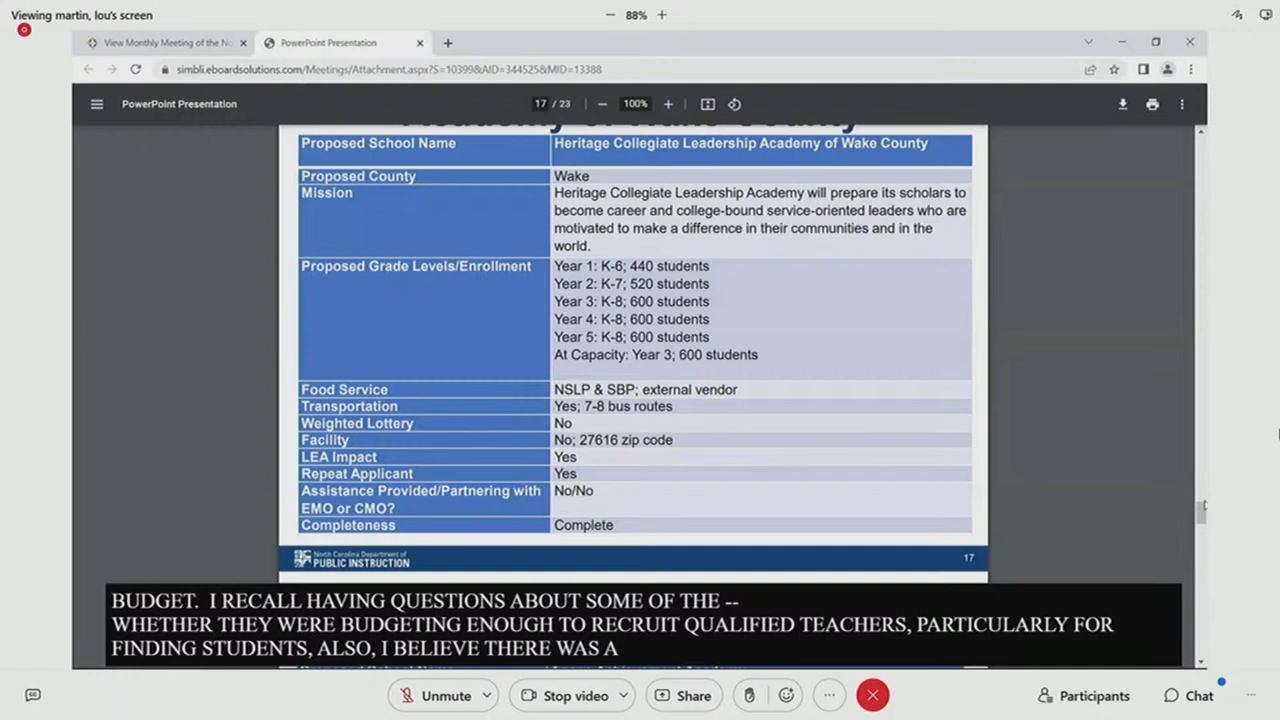 Viewing martin, lou's screen
88%
View Monthly Meeting of the No
PowerPoint Presentation
simbli.eboardsolutions.com/Meetings/Attachment.aspx?S=10399&AID=344525&MID=13388
PowerPoint Presentation
17 / 23
100%
Academy of Wake County
Proposed School Name
Heritage Collegiate Leadership Academy of Wake County
Proposed County
Wake
Mission
Heritage Collegiate Leadership Academy will prepare its scholars to
become career and college-bound service-oriented leaders who are
motivated to make a difference in their communities and in the
world.
Proposed Grade Levels/Enrollment
Year 1: K-6; 440 students
Year 2: K-7; 520 students
Year 3: K-8; 600 students
Year 4: K-8; 600 students
Year 5: K-8; 600 students
At Capacity: Year 3; 600 students
Food Service
NSLP & SBP; external vendor
Transportation
Yes; 7-8 bus routes
Weighted Lottery
No
Facility
No; 27616 zip code
LEA Impact
Yes
Repeat Applicant
Yes
Assistance Provided/Partnering with
EMO or CMO?
No/No
Completeness
Complete
North Carolina Department of
PUBLIC INSTRUCTION
17
BUDGET. I RECALL HAVING QUESTIONS ABOUT SOME OF THE --
WHETHER THEY WERE BUDGETING ENOUGH TO RECRUIT QUALIFIED TEACHERS, PARTICULARLY FOR
FINDING STUDENTS, ALSO, I BELIEVE THERE WAS A
Unmute
Stop video
Share
Participants
Chat